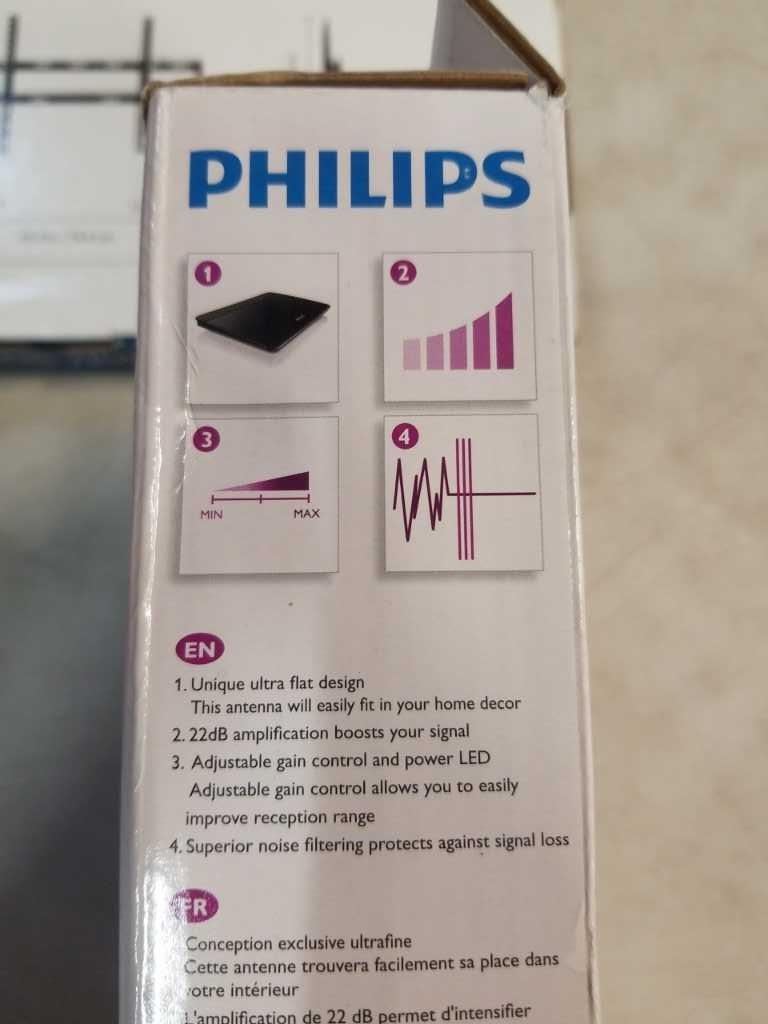 PHILIPS
1
2
3
MIN MAX
4
EN
1. Unique ultra flat design
This antenna will easily fit in your home decor
2. 22dB amplification boosts your signal
3. Adjustable gain control and power LED
Adjustable gain control allows you to easily
improve reception range
4. Superior noise filtering protects against signal loss
FR
Conception exclusive ultrafine
Cette antenne trouvera facilement sa place dans
votre intérieur
L'amplification de 22 dB permet d'intensifier